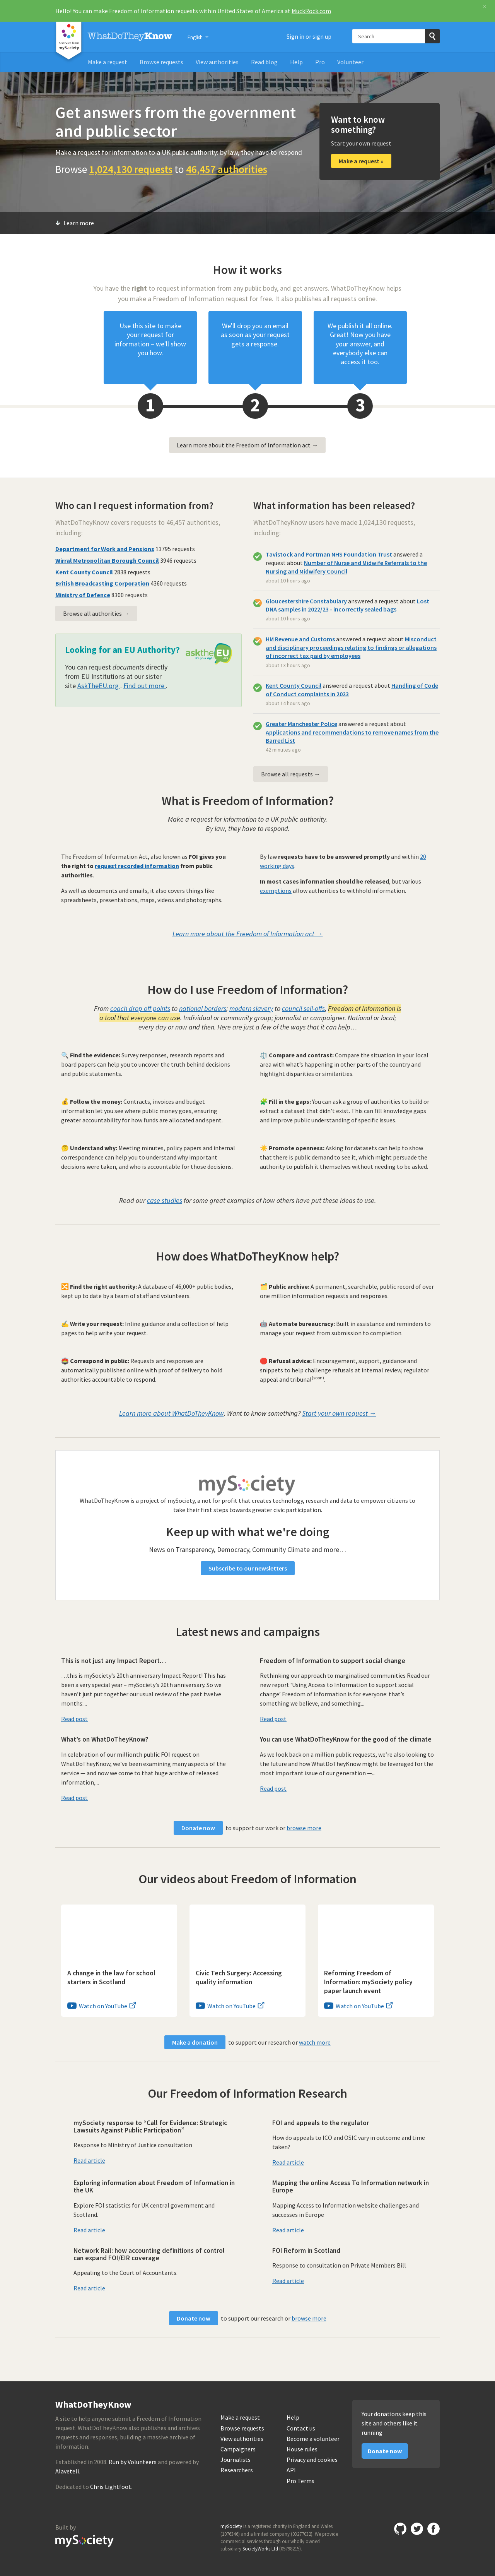 Hello! You can make Freedom of Information requests within United States of America at MuckRock.com
WhatDoTheyKnow
English
Sign in or sign up
Search
Make a request
Browse requests
View authorities
Read blog
Help
Pro
Volunteer
Get answers from the government
and public sector
Make a request for information to a UK public authority: by law, they have to respond
Browse 1,024,130 requests to 46,457 authorities
Want to know
something?
Start your own request
Make a request »
Learn more
How it works
You have the right to request information from any public body, and get answers. WhatDoTheyKnow helps
you make a Freedom of Information request for free. It also publishes all requests online.
Use this site to make
your request for
information – we'll show
you how.
We'll drop you an email
as soon as your request
gets a response.
We publish it all online.
Great! Now you have
your answer, and
everybody else can
access it too.
1
2
3
Learn more about the Freedom of Information act →
Who can I request information from?
WhatDoTheyKnow covers requests to 46,457 authorities,
including:
Department for Work and Pensions 13795 requests
Wirral Metropolitan Borough Council 3946 requests
Kent County Council 2838 requests
British Broadcasting Corporation 4360 requests
Ministry of Defence 8300 requests
Browse all authorities →
Looking for an EU Authority?
asktheEU
You can request documents directly
from EU Institutions at our sister
site AskTheEU.org . Find out more .
What information has been released?
WhatDoTheyKnow users have made 1,024,130 requests,
including:
Tavistock and Portman NHS Foundation Trust answered a
request about Number of Nurse and Midwife Referrals to the
Nursing and Midwifery Council
about 10 hours ago
Gloucestershire Constabulary answered a request about Lost
DNA samples in 2022/23 - incorrectly sealed bags
about 10 hours ago
HM Revenue and Customs answered a request about Misconduct
and disciplinary proceedings relating to findings or allegations
of incorrect tax paid by employees
about 13 hours ago
Kent County Council answered a request about Handling of Code
of Conduct complaints in 2023
about 14 hours ago
Greater Manchester Police answered a request about
Applications and recommendations to remove names from the
Barred List
42 minutes ago
Browse all requests →
What is Freedom of Information?
Make a request for information to a UK public authority.
By law, they have to respond.
The Freedom of Information Act, also known as FOI gives you
the right to request recorded information from public
authorities.
As well as documents and emails, it also covers things like
spreadsheets, presentations, maps, videos and photographs.
By law requests have to be answered promptly and within 20
working days.
In most cases information should be released, but various
exemptions allow authorities to withhold information.
Learn more about the Freedom of Information act →
How do I use Freedom of Information?
From coach drop off points to national borders; modern slavery to council sell-offs, Freedom of Information is
a tool that everyone can use. Individual or community group; journalist or campaigner. National or local;
every day or now and then. Here are just a few of the ways that it can help…
🔍 Find the evidence: Survey responses, research reports and
board papers can help you to uncover the truth behind decisions
and public statements.
⚖️ Compare and contrast: Compare the situation in your local
area with what’s happening in other parts of the country and
highlight disparities or similarities.
💰 Follow the money: Contracts, invoices and budget
information let you see where public money goes, ensuring
greater accountability for how funds are allocated and spent.
🧩 Fill in the gaps: You can ask a group of authorities to build or
extract a dataset that didn't exist. This can fill knowledge gaps
and improve public understanding of specific issues.
🤔 Understand why: Meeting minutes, policy papers and internal
correspondence can help you to understand why important
decisions were taken, and who is accountable for those decisions.
☀️ Promote openness: Asking for datasets can help to show
that there is public demand to see it, which might persuade the
authority to publish it themselves without needing to be asked.
Read our case studies for some great examples of how others have put these ideas to use.
How does WhatDoTheyKnow help?
🔀 Find the right authority: A database of 46,000+ public bodies,
kept up to date by a team of staff and volunteers.
🗂️ Public archive: A permanent, searchable, public record of over
one million information requests and responses.
✍️ Write your request: Inline guidance and a collection of help
pages to help write your request.
🤖 Automate bureaucracy: Built in assistance and reminders to
manage your request from submission to completion.
📮 Correspond in public: Requests and responses are
automatically published online with proof of delivery to hold
authorities accountable to respond.
🛑 Refusal advice: Encouragement, support, guidance and
snippets to help challenge refusals at internal review, regulator
appeal and tribunal(soon).
Learn more about WhatDoTheyKnow. Want to know something? Start your own request →
mySociety
WhatDoTheyKnow is a project of mySociety, a not for profit that creates technology, research and data to empower citizens to
take their first steps towards greater civic participation.
Keep up with what we're doing
News on Transparency, Democracy, Community Climate and more…
Subscribe to our newsletters
Latest news and campaigns
This is not just any Impact Report…
…this is mySociety’s 20th anniversary Impact Report! This has
been a very special year – mySociety’s 20th anniversary. So we
haven’t just put together our usual review of the past twelve
months:...
Read post
Freedom of Information to support social change
Rethinking our approach to marginalised communities Read our
new report ‘Using Access to Information to support social
change’ Freedom of Information is for everyone: that’s
something we believe, and something...
Read post
What’s on WhatDoTheyKnow?
In celebration of our millionth public FOI request on
WhatDoTheyKnow, we’ve been examining many aspects of the
service — and now we come to that huge archive of released
information,...
Read post
You can use WhatDoTheyKnow for the good of the climate
As we look back on a million public requests, we’re also looking to
the future and how WhatDoTheyKnow might be leveraged for the
most important issue of our generation —...
Read post
Donate now to support our work or browse more
Our videos about Freedom of Information
A change in the law for school
starters in Scotland
Watch on YouTube
Civic Tech Surgery: Accessing
quality information
Watch on YouTube
Reforming Freedom of
Information: mySociety policy
paper launch event
Watch on YouTube
Make a donation to support our research or watch more
Our Freedom of Information Research
mySociety response to “Call for Evidence: Strategic
Lawsuits Against Public Participation”
Response to Ministry of Justice consultation
Read article
FOI and appeals to the regulator
How do appeals to ICO and OSIC vary in outcome and time
taken?
Read article
Exploring information about Freedom of Information in
the UK
Explore FOI statistics for UK central government and
Scotland.
Read article
Mapping the online Access To Information network in
Europe
Mapping Access to Information website challenges and
successes in Europe
Read article
Network Rail: how accounting definitions of control
can expand FOI/EIR coverage
Appealing to the Court of Accountants.
Read article
FOI Reform in Scotland
Response to consultation on Private Members Bill
Read article
Donate now to support our research or browse more
WhatDoTheyKnow
A site to help anyone submit a Freedom of Information
request. WhatDoTheyKnow also publishes and archives
requests and responses, building a massive archive of
information.
Established in 2008. Run by Volunteers and powered by
Alaveteli.
Dedicated to Chris Lightfoot.
Make a request
Browse requests
View authorities
Campaigners
Journalists
Researchers
Help
Contact us
Become a volunteer
House rules
Privacy and cookies
API
Pro Terms
Your donations keep this
site and others like it
running
Donate now
Built by
mySociety
mySociety is a registered charity in England and Wales
(1076346) and a limited company (03277032). We provide
commercial services through our wholly owned
subsidiary SocietyWorks Ltd (05798215).